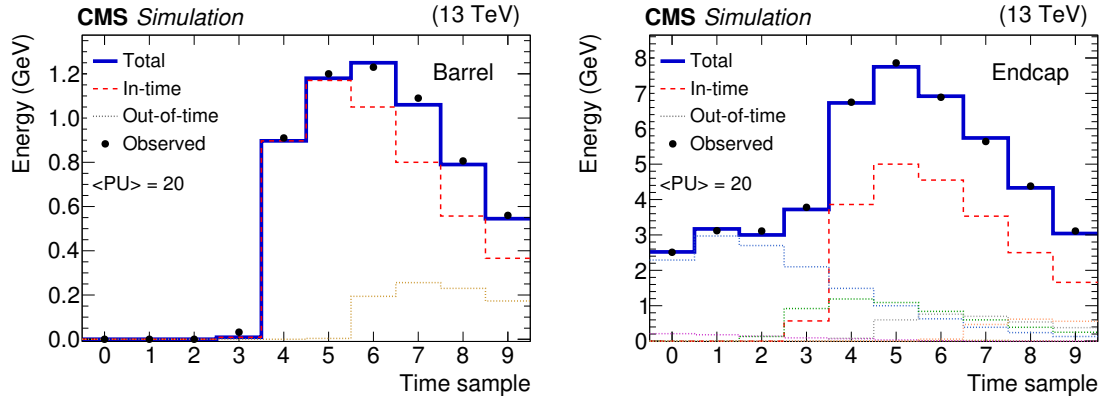 CMS Simulation (13 TeV)
Energy (GeV)
1.2
1.0
0.8
0.6
0.4
0.2
0.0
Total
In-time
Out-of-time
Observed
<PU> = 20
Barrel
0 1 2 3 4 5 6 7 8 9
Time sample
CMS Simulation (13 TeV)
Energy (GeV)
8
7
6
5
4
3
2
1
0
Total
In-time
Out-of-time
Observed
<PU> = 20
Endcap
0 1 2 3 4 5 6 7 8 9
Time sample